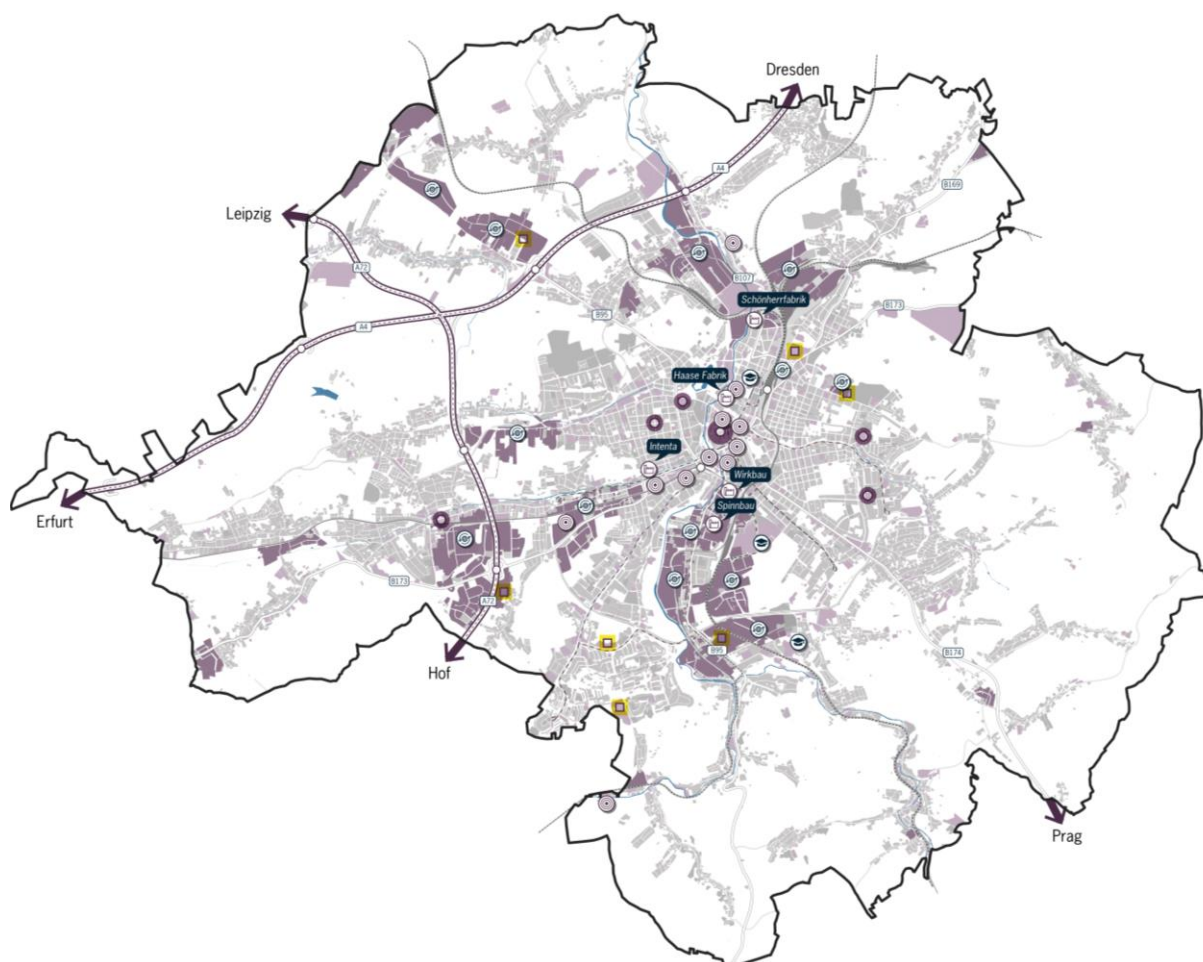 Dresden
A4
B169
Leipzig
A72
B107
Schönherrfabrik
B173
B95
A4
Haase Fabrik
Intenta
Wirkbau
Spinnbau
Erfurt
B173
A72
B95
B174
Hof
Prag